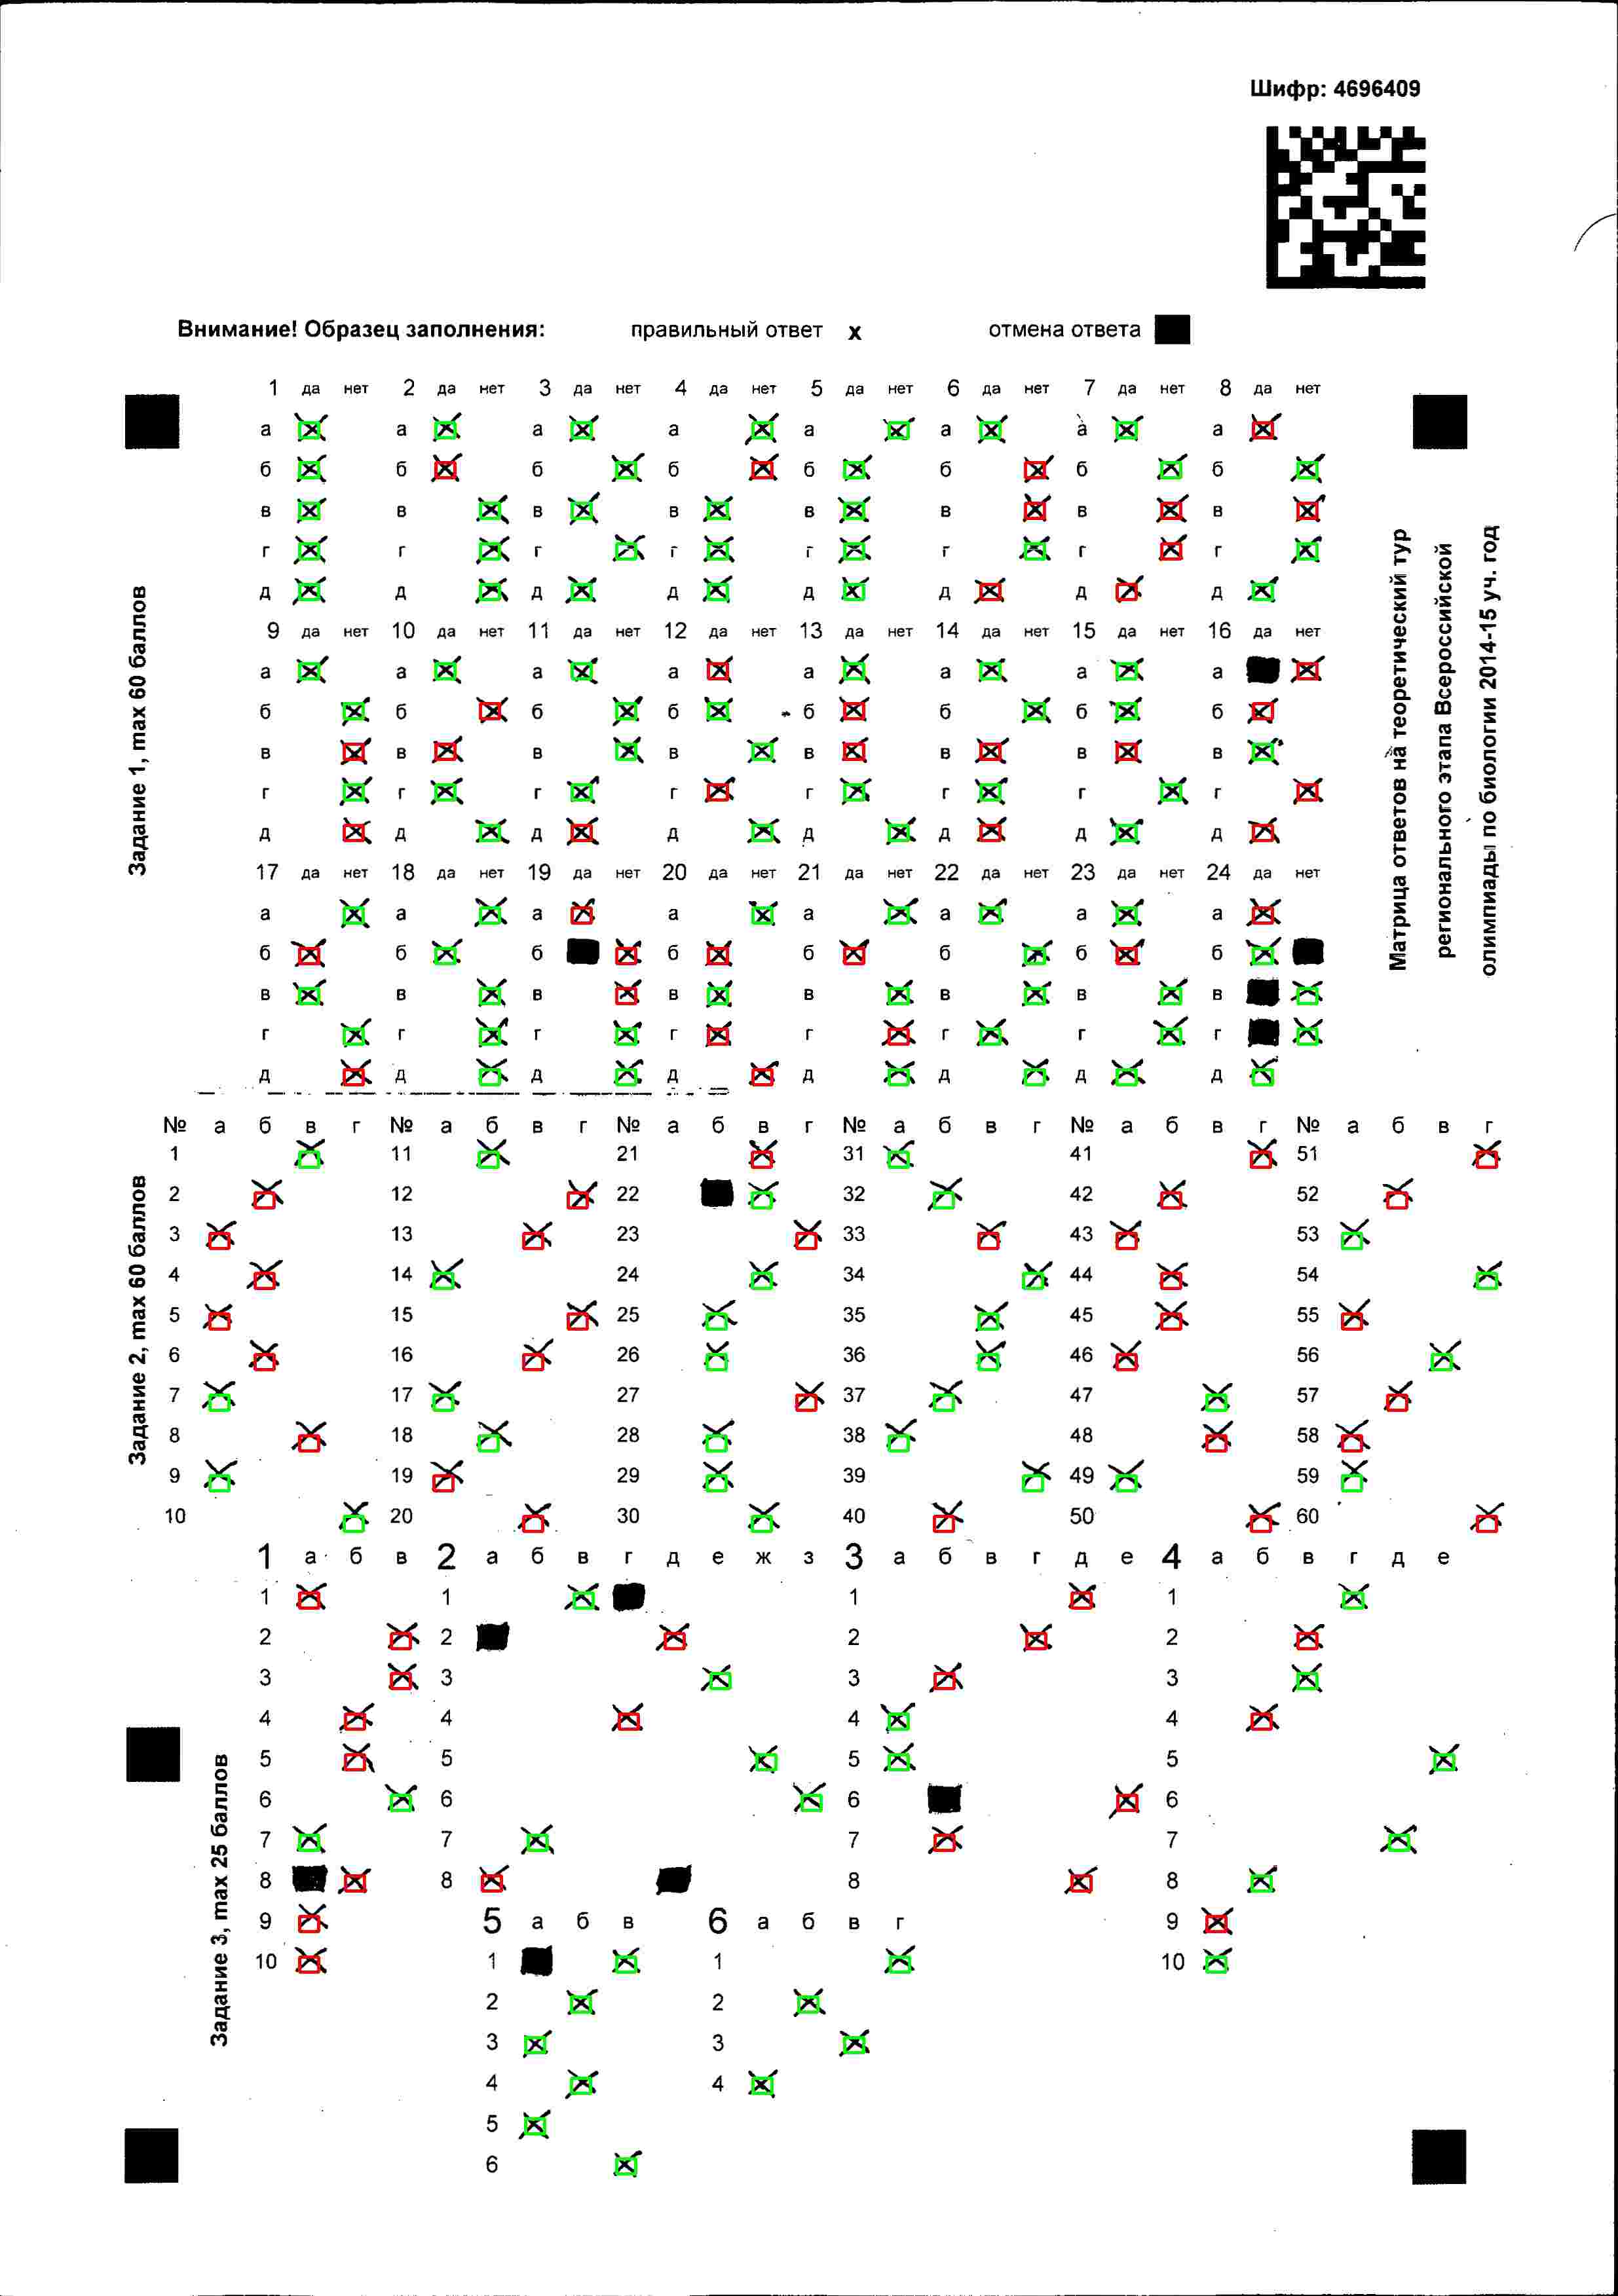 Шифр: 4696409
Внимание! Образец заполнения: правильный ответ x отмена ответа
Задание 1, max 60 баллов
1 да нет 2 да нет 3 да нет 4 да нет 5 да нет 6 да нет 7 да нет 8 да нет
а а а а а а а а
б б б б б б б б
в в в в в в в в
г г г г г г г г
д д д д д д д д
9 да нет 10 да нет 11 да нет 12 да нет 13 да нет 14 да нет 15 да нет 16 да нет
а а а а а а а а
б б б б б б б б
в в в в в в в в
г г г г г г г г
д д д д д д д д
17 да нет 18 да нет 19 да нет 20 да нет 21 да нет 22 да нет 23 да нет 24 да нет
а а а а а а а а
б б б б б б б б
в в в в в в в в
г г г г г г г г
д д д д д д д д
Матрица ответов на теоретический тур
регионального этапа Всероссийской
олимпиады по биологии 2014-15 уч. год
Задание 2, max 60 баллов
№ а б в г № а б в г № а б в г № а б в г № а б в г № а б в г
1 11 21 31 41 51
2 12 22 32 42 52
3 13 23 33 43 53
4 14 24 34 44 54
5 15 25 35 45 55
6 16 26 36 46 56
7 17 27 37 47 57
8 18 28 38 48 58
9 19 29 39 49 59
10 20 30 40 50 60
Задание 3, max 25 баллов
1 а б в 2 а б в г д е ж з 3 а б в г д е 4 а б в г д е
1 1 1 1
2 2 2 2
3 3 3 3
4 4 4 4
5 5 5 5
6 6 6 6
7 7 7 7
8 8 8 8
9 5 а б в 6 а б в г 9
10 1 1 10
2 2
3 3
4 4
5
6